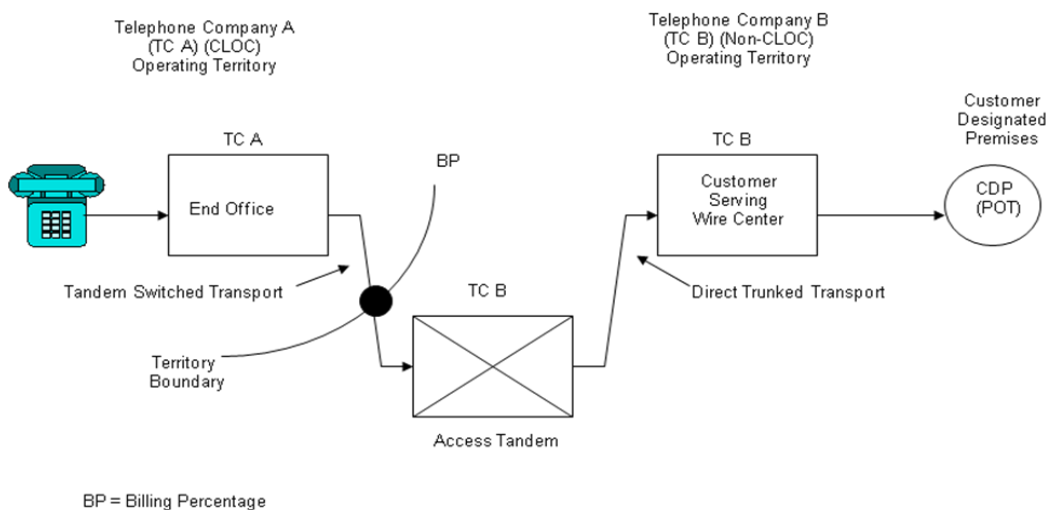 Telephone Company A
(TC A) (CLOC)
Operating Territory
Telephone Company B
(TC B) (Non-CLOC)
Operating Territory
Customer
Designated
Premises
TC A
BP
TC B
End Office
Customer
Serving
Wire Center
CDP
(POT)
Tandem Switched Transport
TC B
Direct Trunked Transport
Territory
Boundary
Access Tandem
BP = Billing Percentage